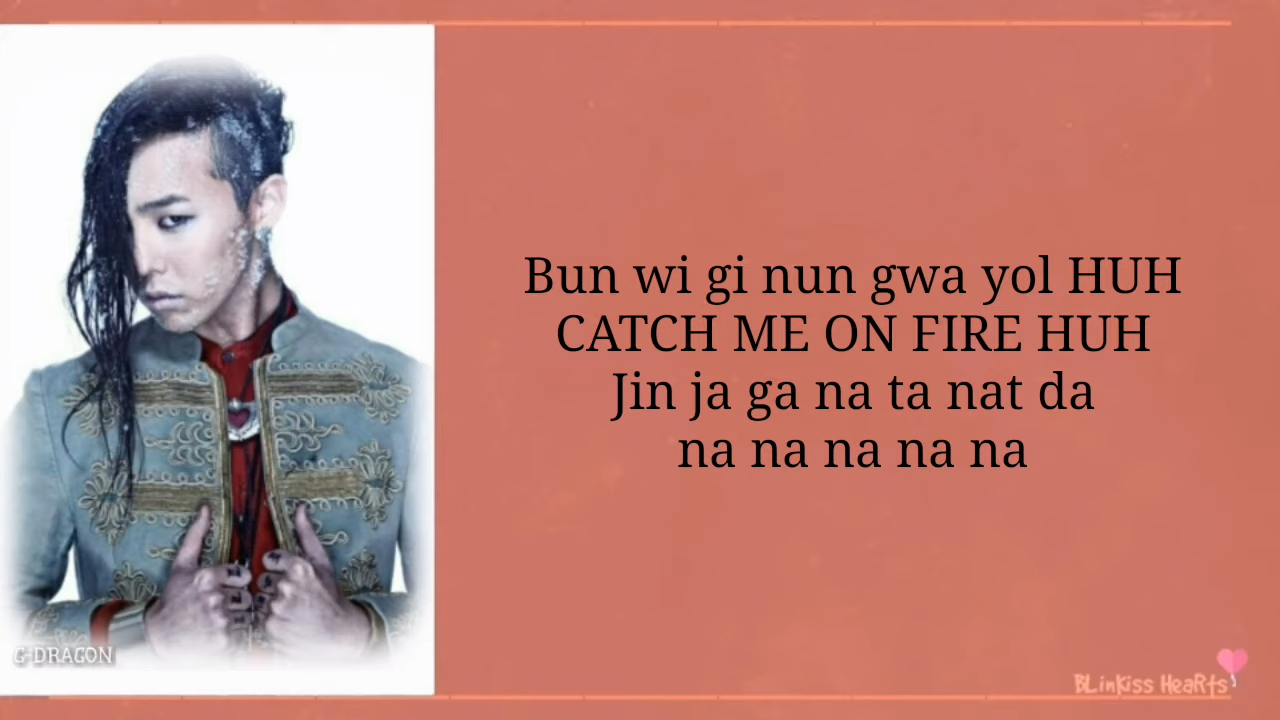 Bun wi gi nun gwa yol HUH
CATCH ME ON FIRE HUH
Jin ja ga na ta nat da
na na na na na
G-DRAGON
BLinkiss HeaRts